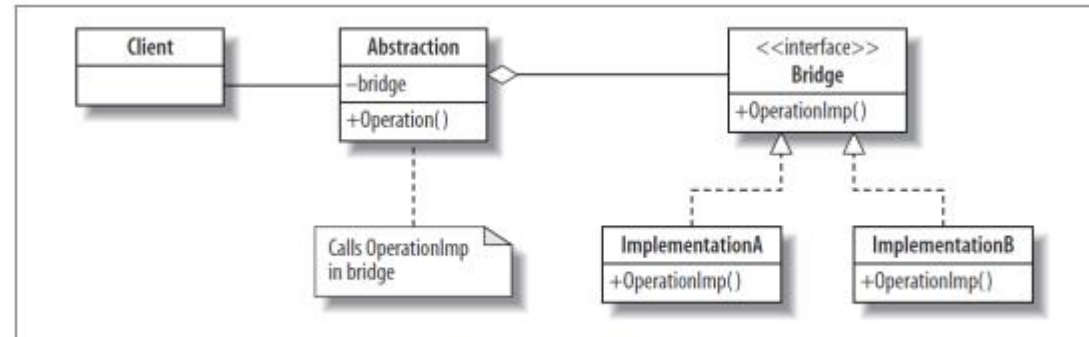 Client
Abstraction
–bridge
+Operation()
<<interface>>
Bridge
+OperationImp()
Calls OperationImp
in bridge
ImplementationA
+OperationImp()
ImplementationB
+OperationImp()